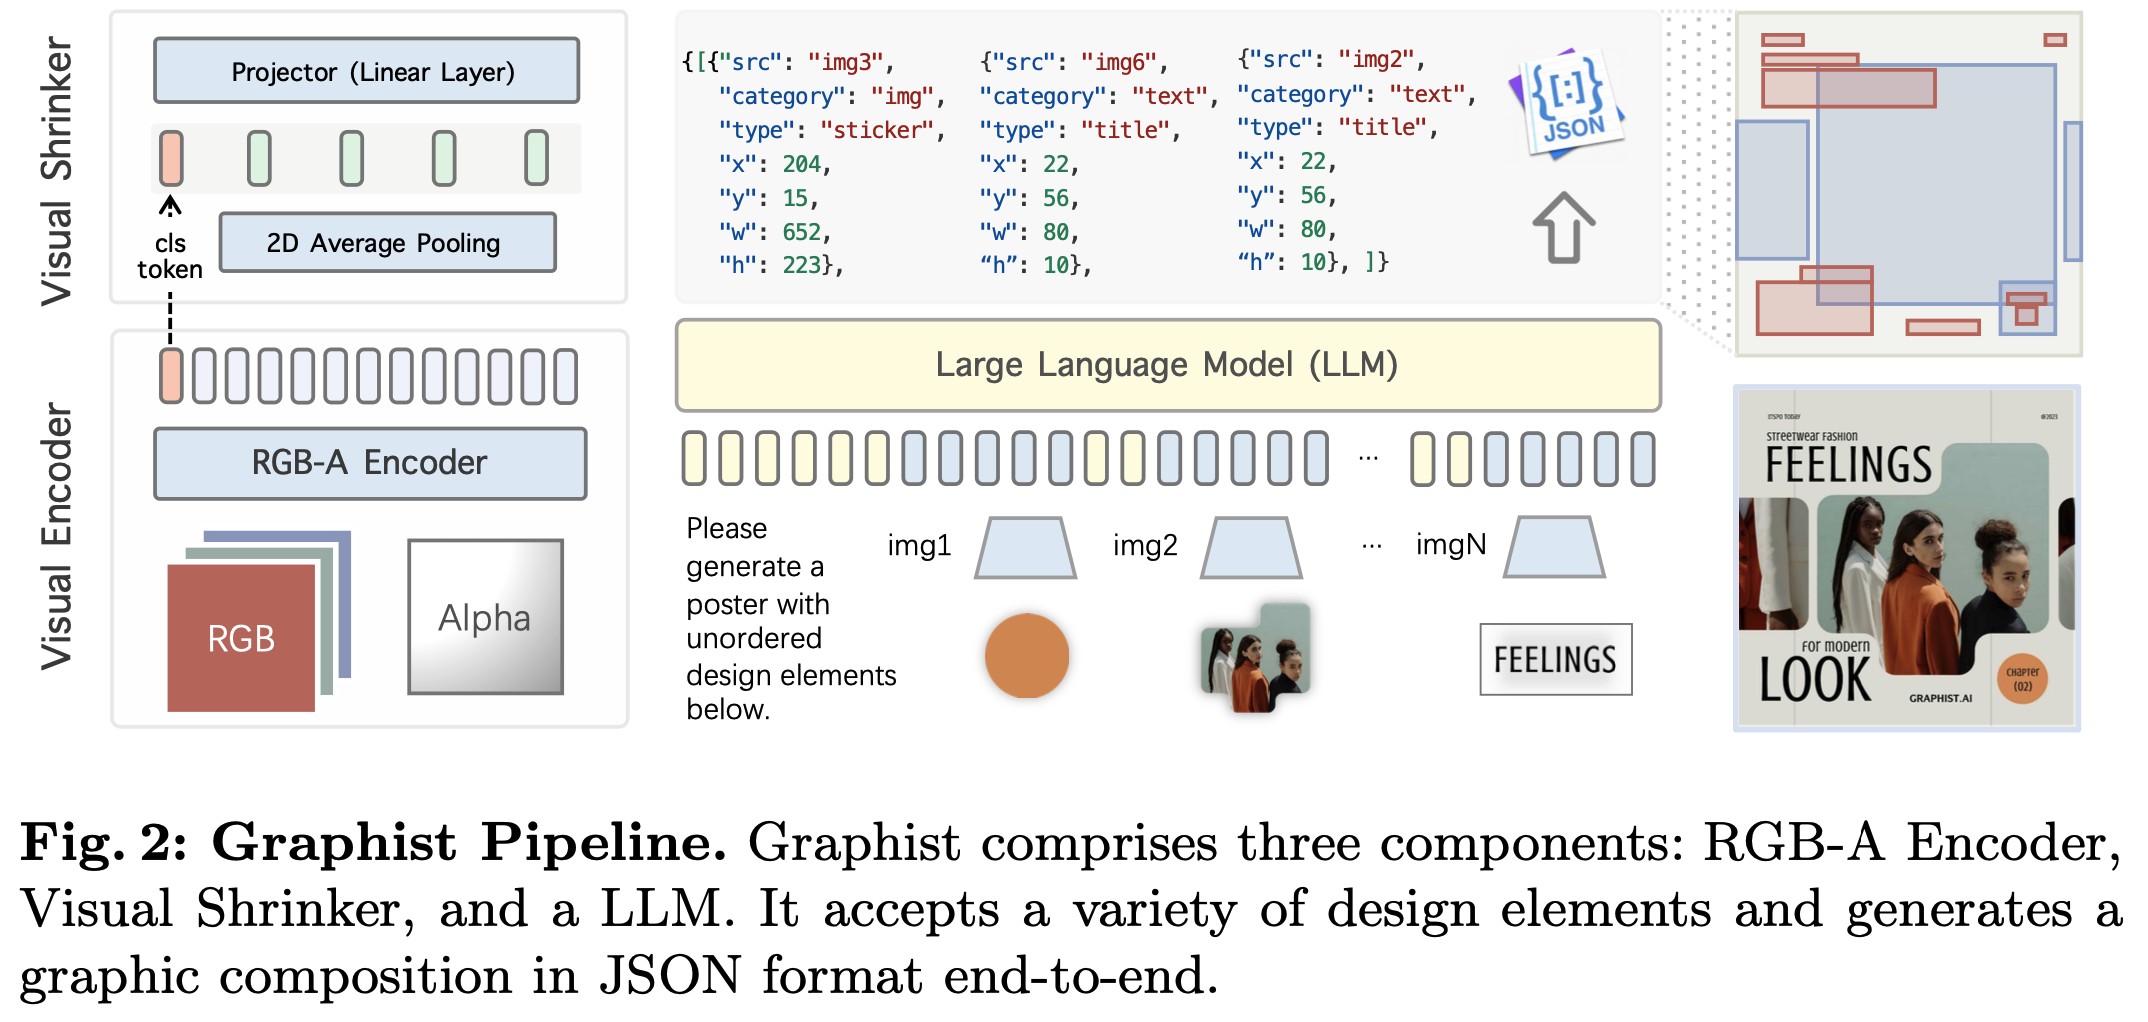 Visual Shrinker
Projector (Linear Layer)
cls
token
2D Average Pooling
Visual Encoder
RGB-A Encoder
RGB
Alpha
{[{"src": "img3",
"category": "img",
"type": "sticker",
"x": 204,
"y": 15,
"w": 652,
"h": 223},
{"src": "img6",
"category": "text",
"type": "title",
"x": 22,
"y": 56,
"w": 80,
“h”: 10},
{"src": "img2",
"category": "text",
"type": "title",
"x": 22,
"y": 56,
"w": 80,
“h”: 10}, ]}
{[:]}
JSON
Large Language Model (LLM)
...
Please
generate a
poster with
unordered
design elements
below.
img1
img2
...
imgN
FEELINGS
ITSPO TODAY
@2023
STREETWEAR FASHION
FEELINGS
FOR MODERN
LOOK
GRAPHIST.AI
CHAPTER
(02)
Fig. 2: Graphist Pipeline. Graphist comprises three components: RGB-A Encoder,
Visual Shrinker, and a LLM. It accepts a variety of design elements and generates a
graphic composition in JSON format end-to-end.